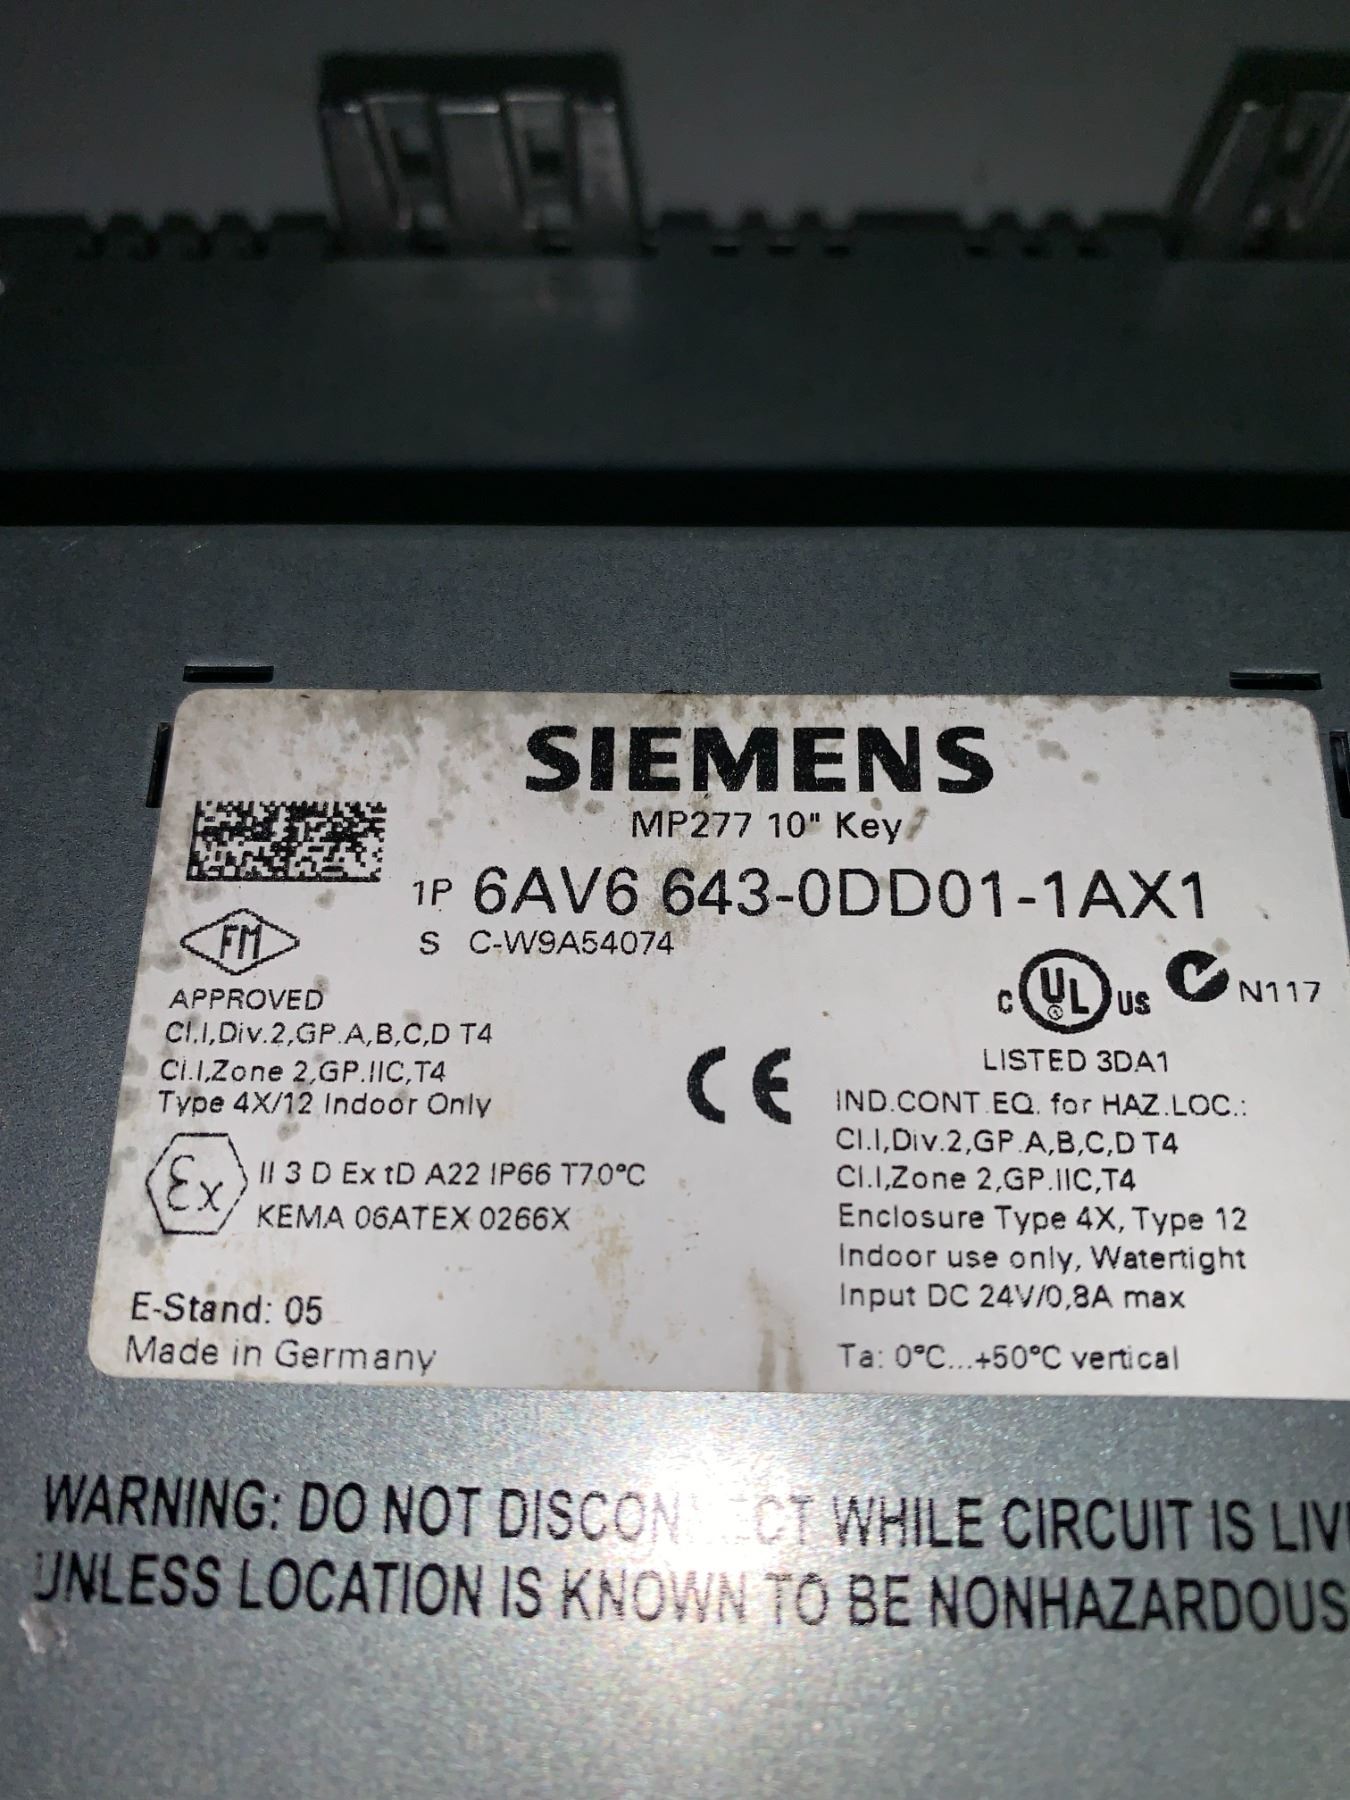 SIEMENS
MP277 10" Key
1P 6AV6 643-0DD01-1AX1
S C-W9A54074
FM
APPROVED
Cl.I,Div.2,GP.A,B,C,D T4
Cl.I,Zone 2,GP.IIC,T4
Type 4X/12 Indoor Only
Ex II 3 D Ex tD A22 IP66 T70°C
KEMA 06ATEX 0266X
E-Stand: 05
Made in Germany
CE
C UL US N117
LISTED 3DA1
IND.CONT.EQ. for HAZ.LOC.:
Cl.I,Div.2,GP.A,B,C,D T4
Cl.I,Zone 2,GP.IIC,T4
Enclosure Type 4X, Type 12
Indoor use only, Watertight
Input DC 24V/0,8A max
Ta: 0°C...+50°C vertical
WARNING: DO NOT DISCONNECT WHILE CIRCUIT IS LIV
UNLESS LOCATION IS KNOWN TO BE NONHAZARDOUS